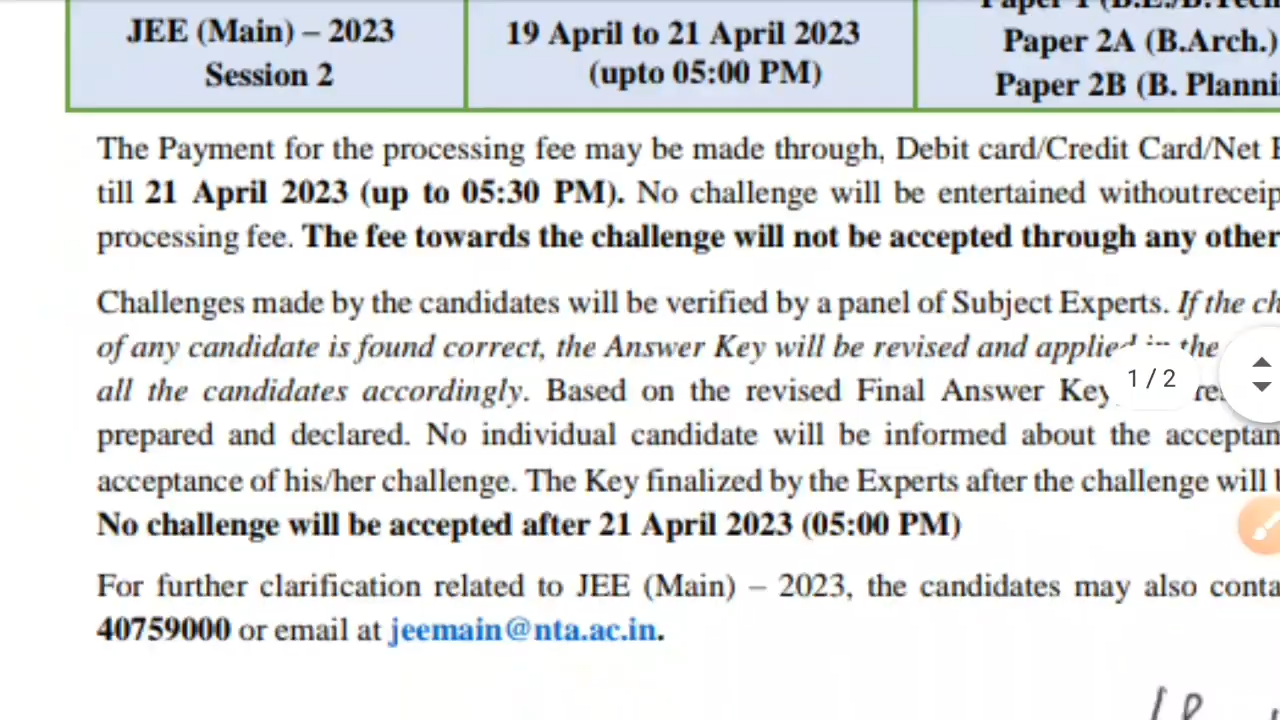 JEE (Main) – 2023
Session 2
19 April to 21 April 2023
(upto 05:00 PM)
Paper 1 (B.E./B.Tech
Paper 2A (B.Arch.)
Paper 2B (B. Planni
The Payment for the processing fee may be made through, Debit card/Credit Card/Net
till 21 April 2023 (up to 05:30 PM). No challenge will be entertained withoutreceip
processing fee. The fee towards the challenge will not be accepted through any other
Challenges made by the candidates will be verified by a panel of Subject Experts. If the ch
of any candidate is found correct, the Answer Key will be revised and applied in the
all the candidates accordingly. Based on the revised Final Answer Key
1 / 2
prepared and declared. No individual candidate will be informed about the acceptan
acceptance of his/her challenge. The Key finalized by the Experts after the challenge will
No challenge will be accepted after 21 April 2023 (05:00 PM)
For further clarification related to JEE (Main) – 2023, the candidates may also conta
40759000 or email at jeemain@nta.ac.in.